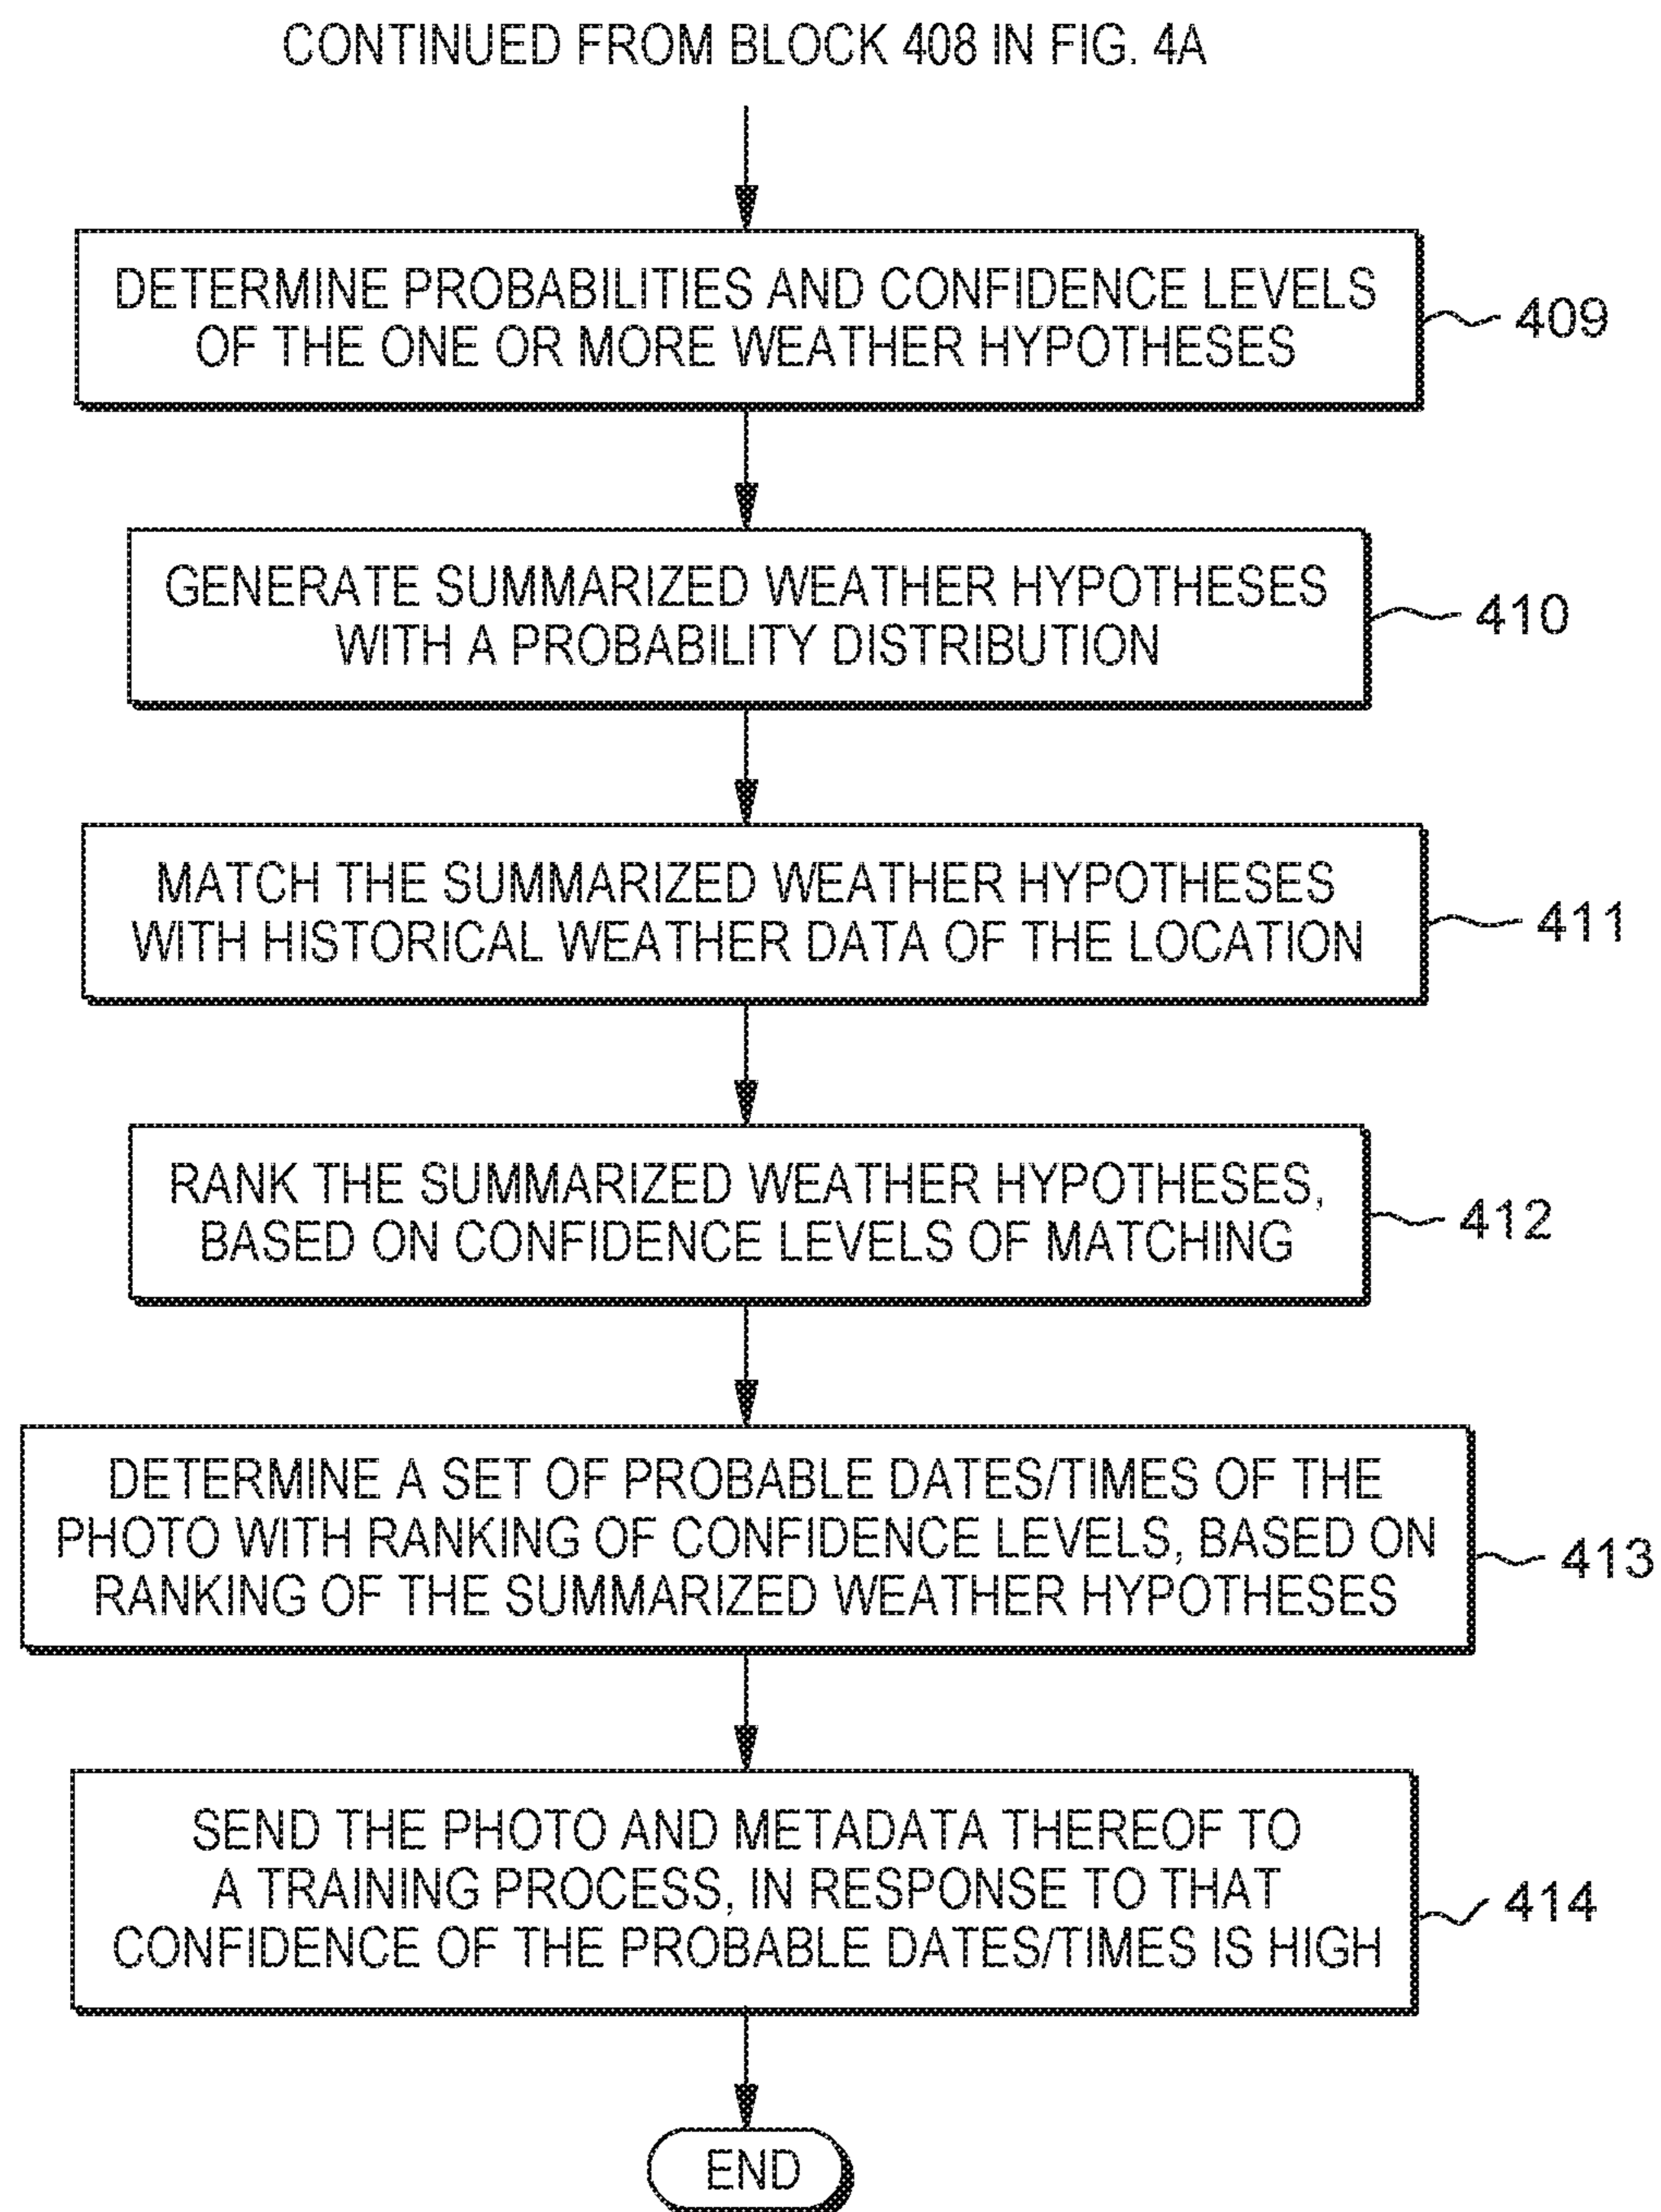 CONTINUED FROM BLOCK 408 IN FIG. 4A
DETERMINE PROBABILITIES AND CONFIDENCE LEVELS
OF THE ONE OR MORE WEATHER HYPOTHESES
409
GENERATE SUMMARIZED WEATHER HYPOTHESES
WITH A PROBABILITY DISTRIBUTION
410
MATCH THE SUMMARIZED WEATHER HYPOTHESES
WITH HISTORICAL WEATHER DATA OF THE LOCATION
411
RANK THE SUMMARIZED WEATHER HYPOTHESES,
BASED ON CONFIDENCE LEVELS OF MATCHING
412
DETERMINE A SET OF PROBABLE DATES/TIMES OF THE
PHOTO WITH RANKING OF CONFIDENCE LEVELS, BASED ON
RANKING OF THE SUMMARIZED WEATHER HYPOTHESES
413
SEND THE PHOTO AND METADATA THEREOF TO
A TRAINING PROCESS, IN RESPONSE TO THAT
CONFIDENCE OF THE PROBABLE DATES/TIMES IS HIGH
414
END